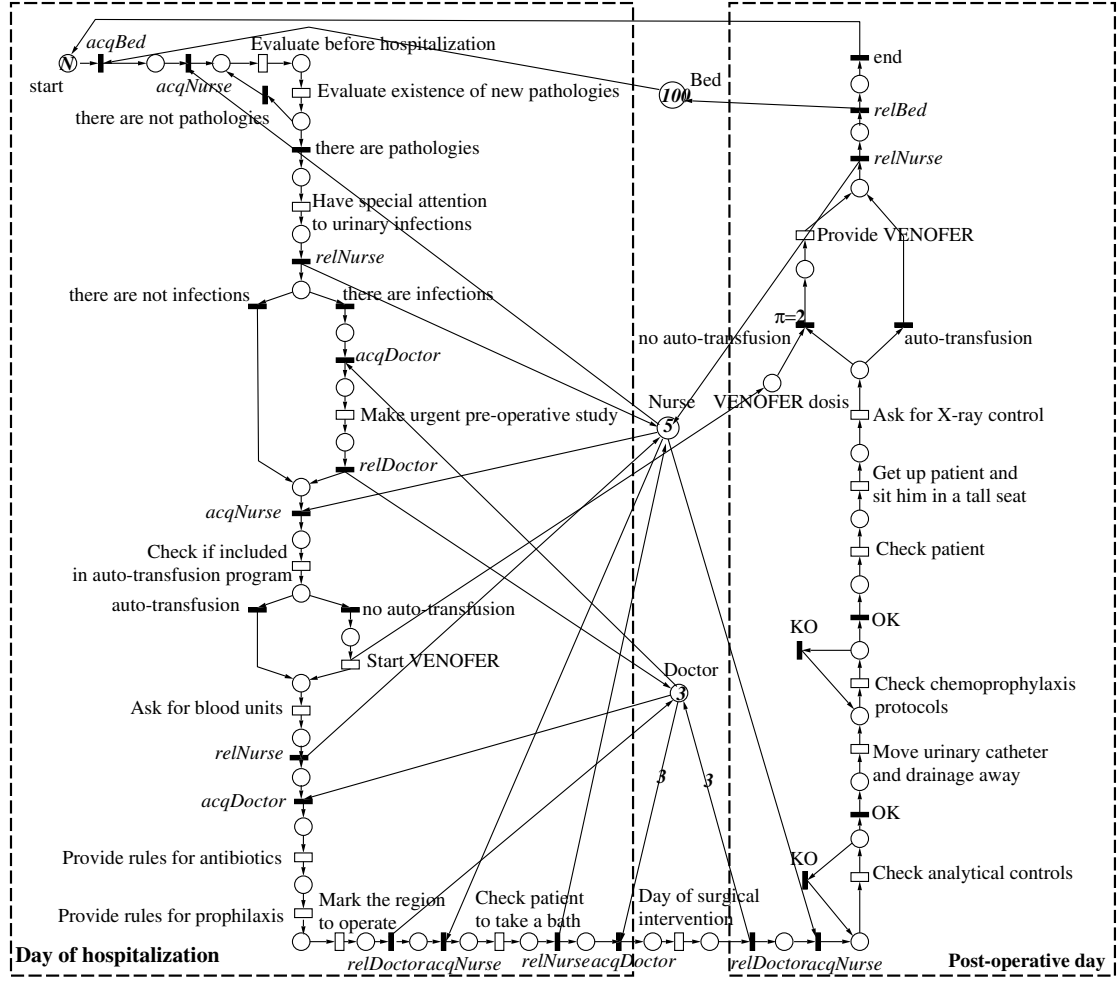 acqBed
Evaluate before hospitalization
N
start
acqNurse
there are not pathologies
Evaluate existence of new pathologies
there are pathologies
Have special attention
to urinary infections
relNurse
there are not infections
there are infections
acqDoctor
Make urgent pre-operative study
relDoctor
acqNurse
Check if included
in auto-transfusion program
auto-transfusion
no auto-transfusion
Start VENOFER
Ask for blood units
relNurse
acqDoctor
Provide rules for antibiotics
Provide rules for prophilaxis
Mark the region
to operate
relDoctor
acqNurse
Check patient
to take a bath
relNurse
acqDoctor
Day of surgical
intervention
Day of hospitalization
Bed
100
Nurse
5
Doctor
3
3
3
end
relBed
relNurse
Provide VENOFER
π=2
no auto-transfusion
auto-transfusion
VENOFER dosis
Ask for X-ray control
Get up patient and
sit him in a tall seat
Check patient
OK
KO
Check chemoprophylaxis
protocols
Move urinary catheter
and drainage away
OK
KO
Check analytical controls
relDoctor
acqNurse
Post-operative day